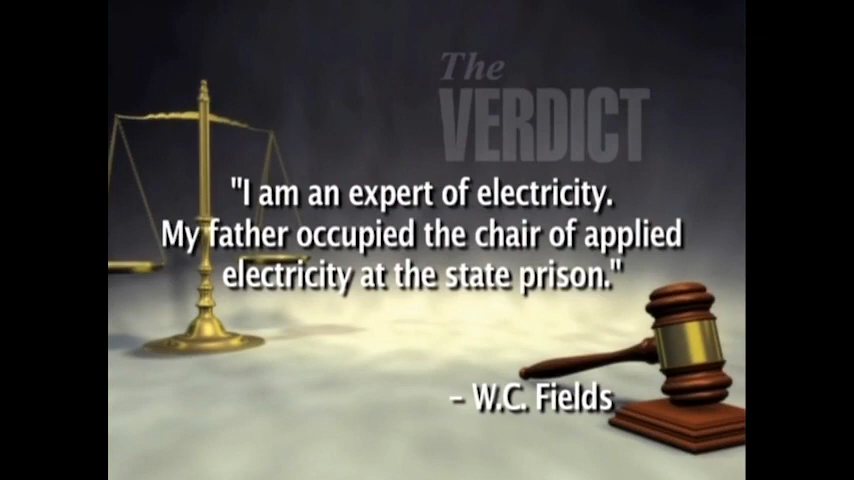 The
VERDICT
"I am an expert of electricity.
My father occupied the chair of applied
electricity at the state prison."
– W.C. Fields